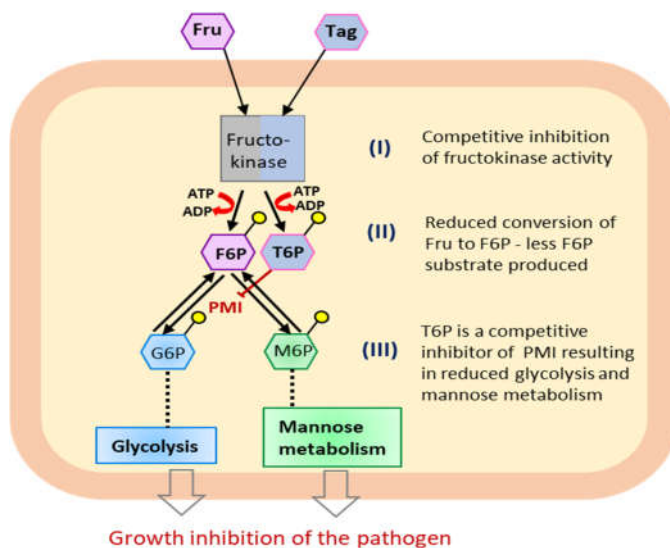 Fru
Tag
Fructo-
kinase
(I)
Competitive inhibition
of fructokinase activity
ATP
ADP
ATP
ADP
(II)
Reduced conversion of
Fru to F6P - less F6P
substrate produced
F6P
T6P
PMI
G6P
M6P
(III)
T6P is a competitive
inhibitor of PMI resulting
in reduced glycolysis and
mannose metabolism
Glycolysis
Mannose
metabolism
Growth inhibition of the pathogen